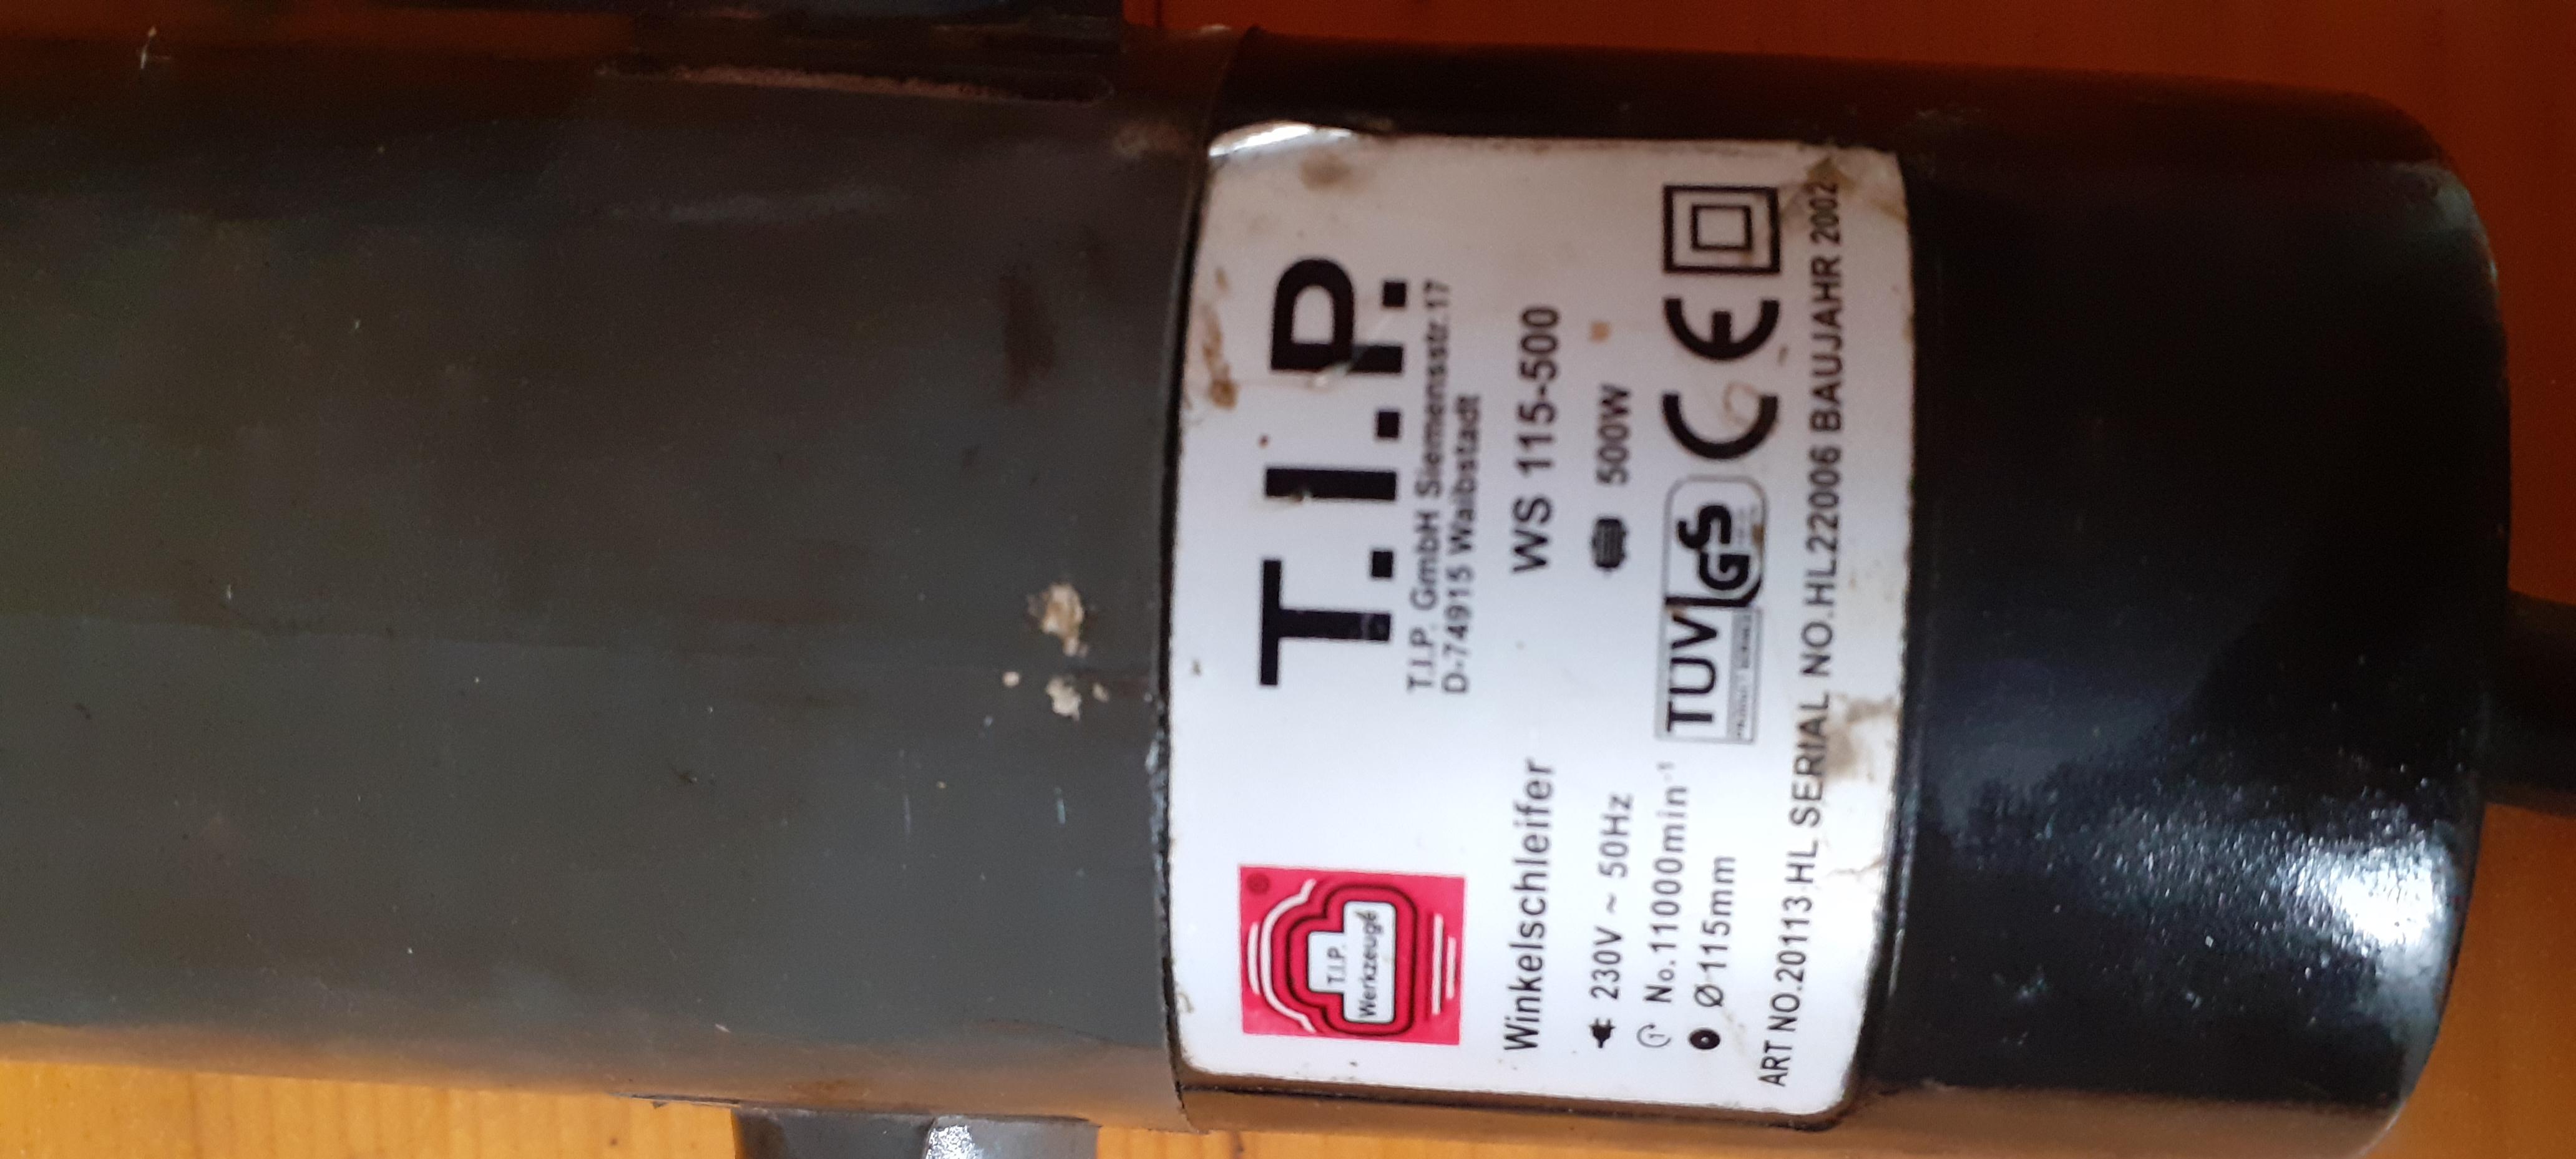 T.I.P.
Werkzeuge
®
T.I.P.
T.I.P. GmbH Siemensstr.17
D-74915 Waibstadt
Winkelschleifer WS 115-500
230V ~ 50Hz 500W
No.11000min⁻¹
Ø115mm
TÜV GS CE
ART NO.20113 HL SERIAL NO.HL22006 BAUJAHR 2002